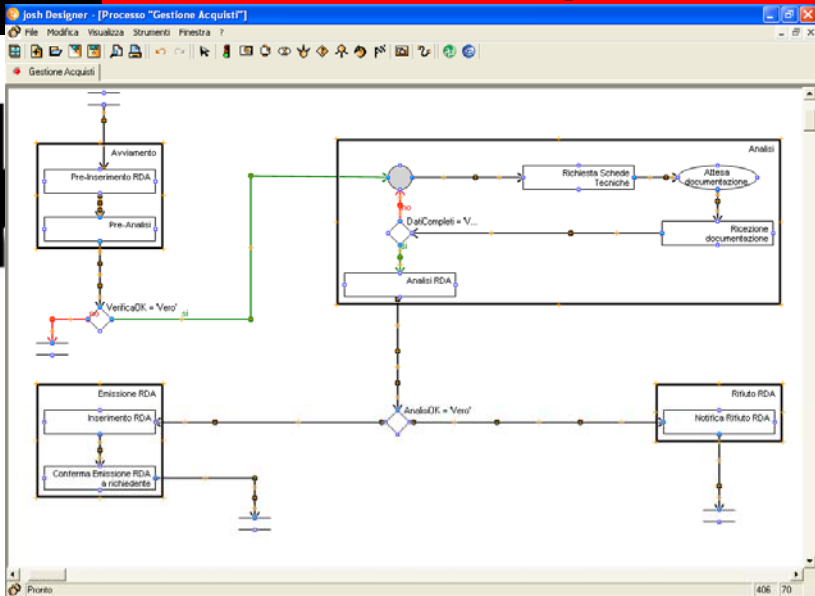 josh Designer - [Processo "Gestione Acquisti"]
File Modifica Visualizza Strumenti Finestra ?
Gestione Acquisti
Avviamento
Pre-Inserimento RDA
Pre-Analisi
VerificaOK = 'Vero'
no
si
Analisi
Richiesta Schede
Tecniche
Attesa
documentazione
no
DatiCompleti = 'V...
si
Ricezione
documentazione
Analisi RDA
Emissione RDA
Inserimento RDA
Conferma Emissione RDA
a richiedente
AnalisiOK = 'Vero'
Rifiuto RDA
Notifica Rifiuto RDA
Pronto
406 70